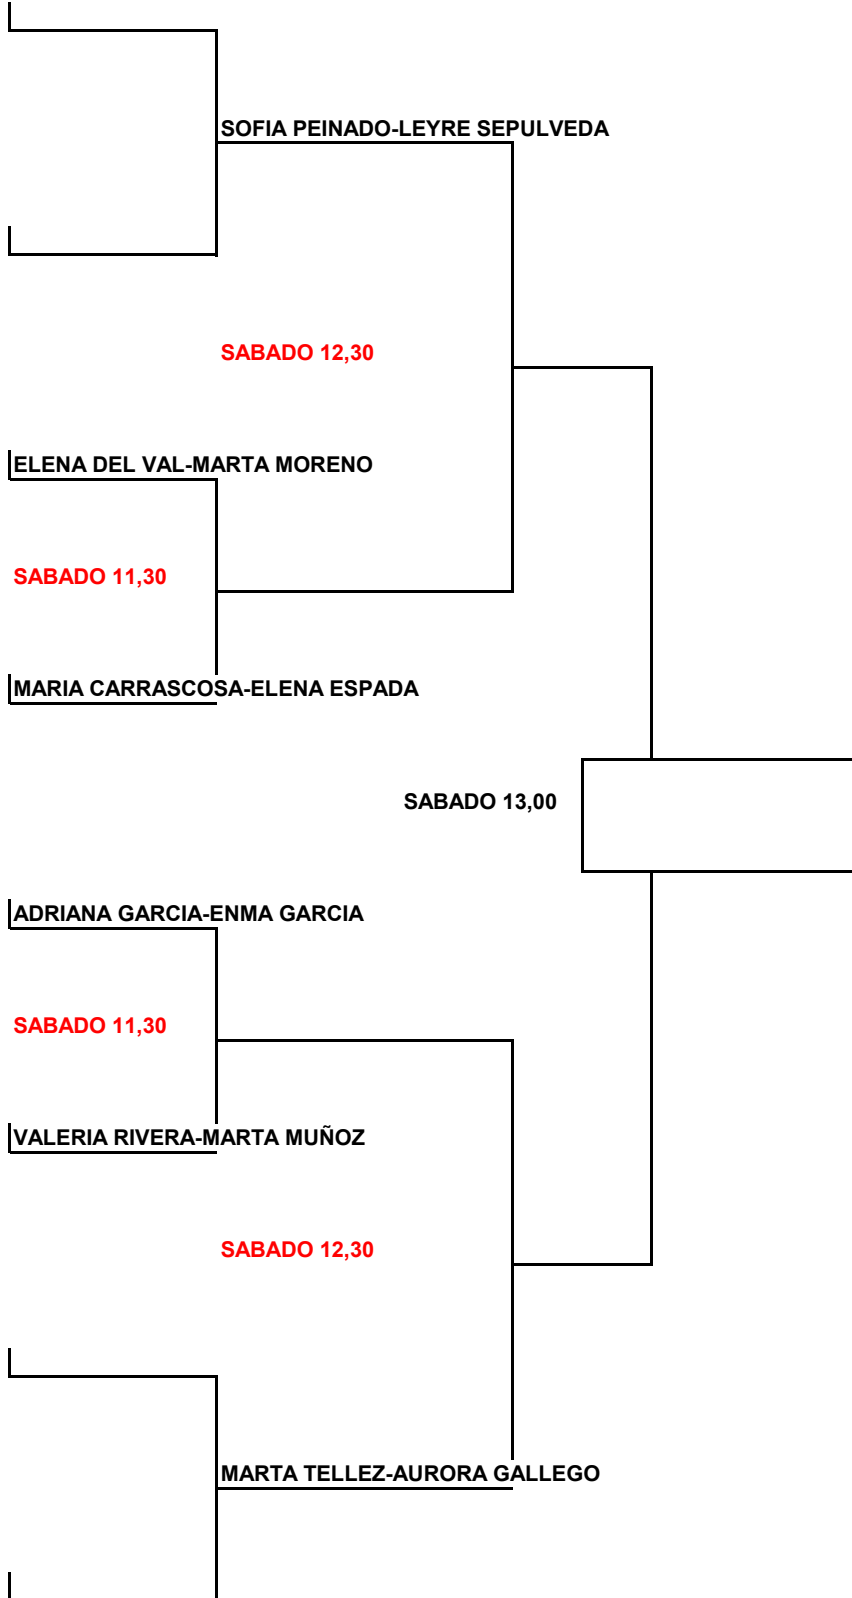 SOFIA PEINADO-LEYRE SEPULVEDA
SABADO 12,30
ELENA DEL VAL-MARTA MORENO
SABADO 11,30
MARIA CARRASCOSA-ELENA ESPADA
SABADO 13,00
ADRIANA GARCIA-ENMA GARCIA
SABADO 11,30
VALERIA RIVERA-MARTA MUÑOZ
SABADO 12,30
MARTA TELLEZ-AURORA GALLEGO